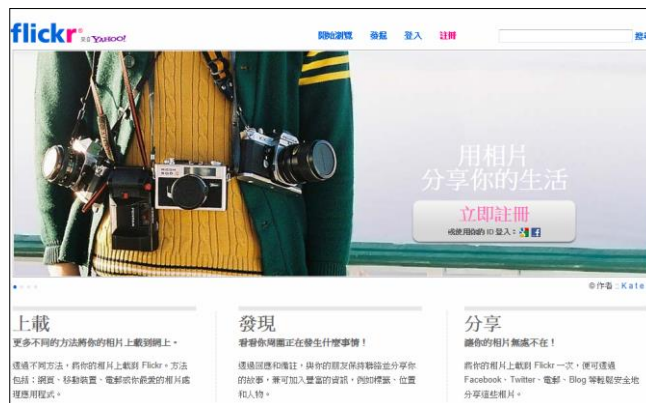 flickr 來自 YAHOO!
開始瀏覽 發掘 登入 註冊
用相片
分享你的生活
立即註冊
或使用你的 ID 登入：
©作者：Kate
上載 發現 分享
更多不同的方法將你的相片上載到網上。 看看你周圍正在發生什麼事情！ 讓你的相片無處不在！
透過不同方法，將你的相片上載到 Flickr。方法 透過回應和備註，與你的朋友保持聯絡並分享你 將你的相片上載到 Flickr 一次，便可透過
包括：網頁、移動裝置、電郵或你最愛的相片處 的故事，兼可加入豐富的資訊，例如標籤、位置 Facebook、Twitter、電郵、Blog 等輕鬆安全地
理應用程式。 和人物。 分享這些相片。